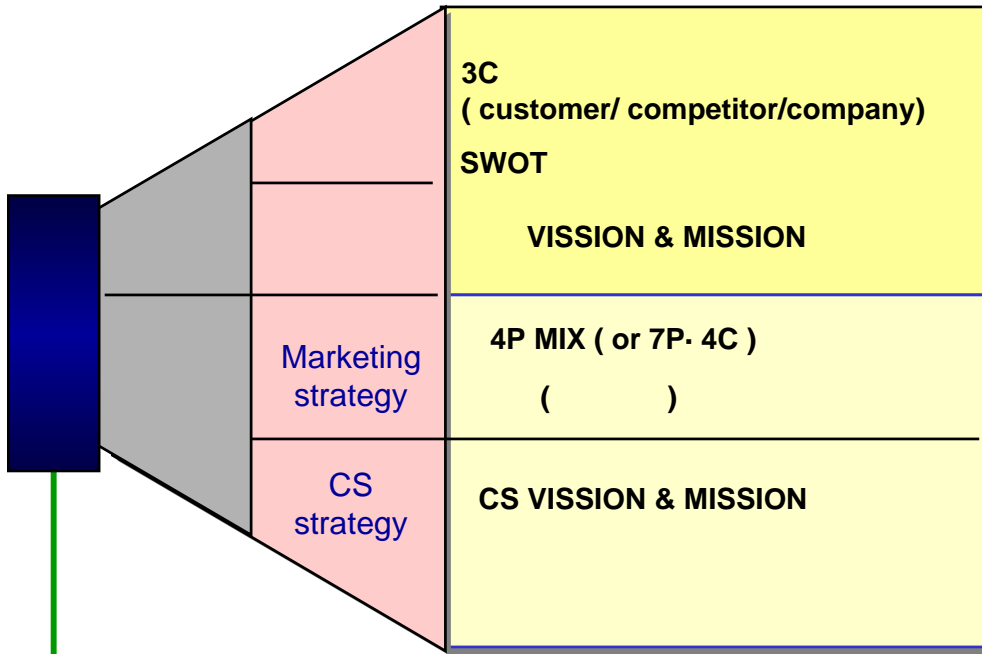 3C
( customer/ competitor/company)
SWOT
VISSION & MISSION
Marketing
strategy
4P MIX ( or 7P· 4C )
( )
CS
strategy
CS VISSION & MISSION